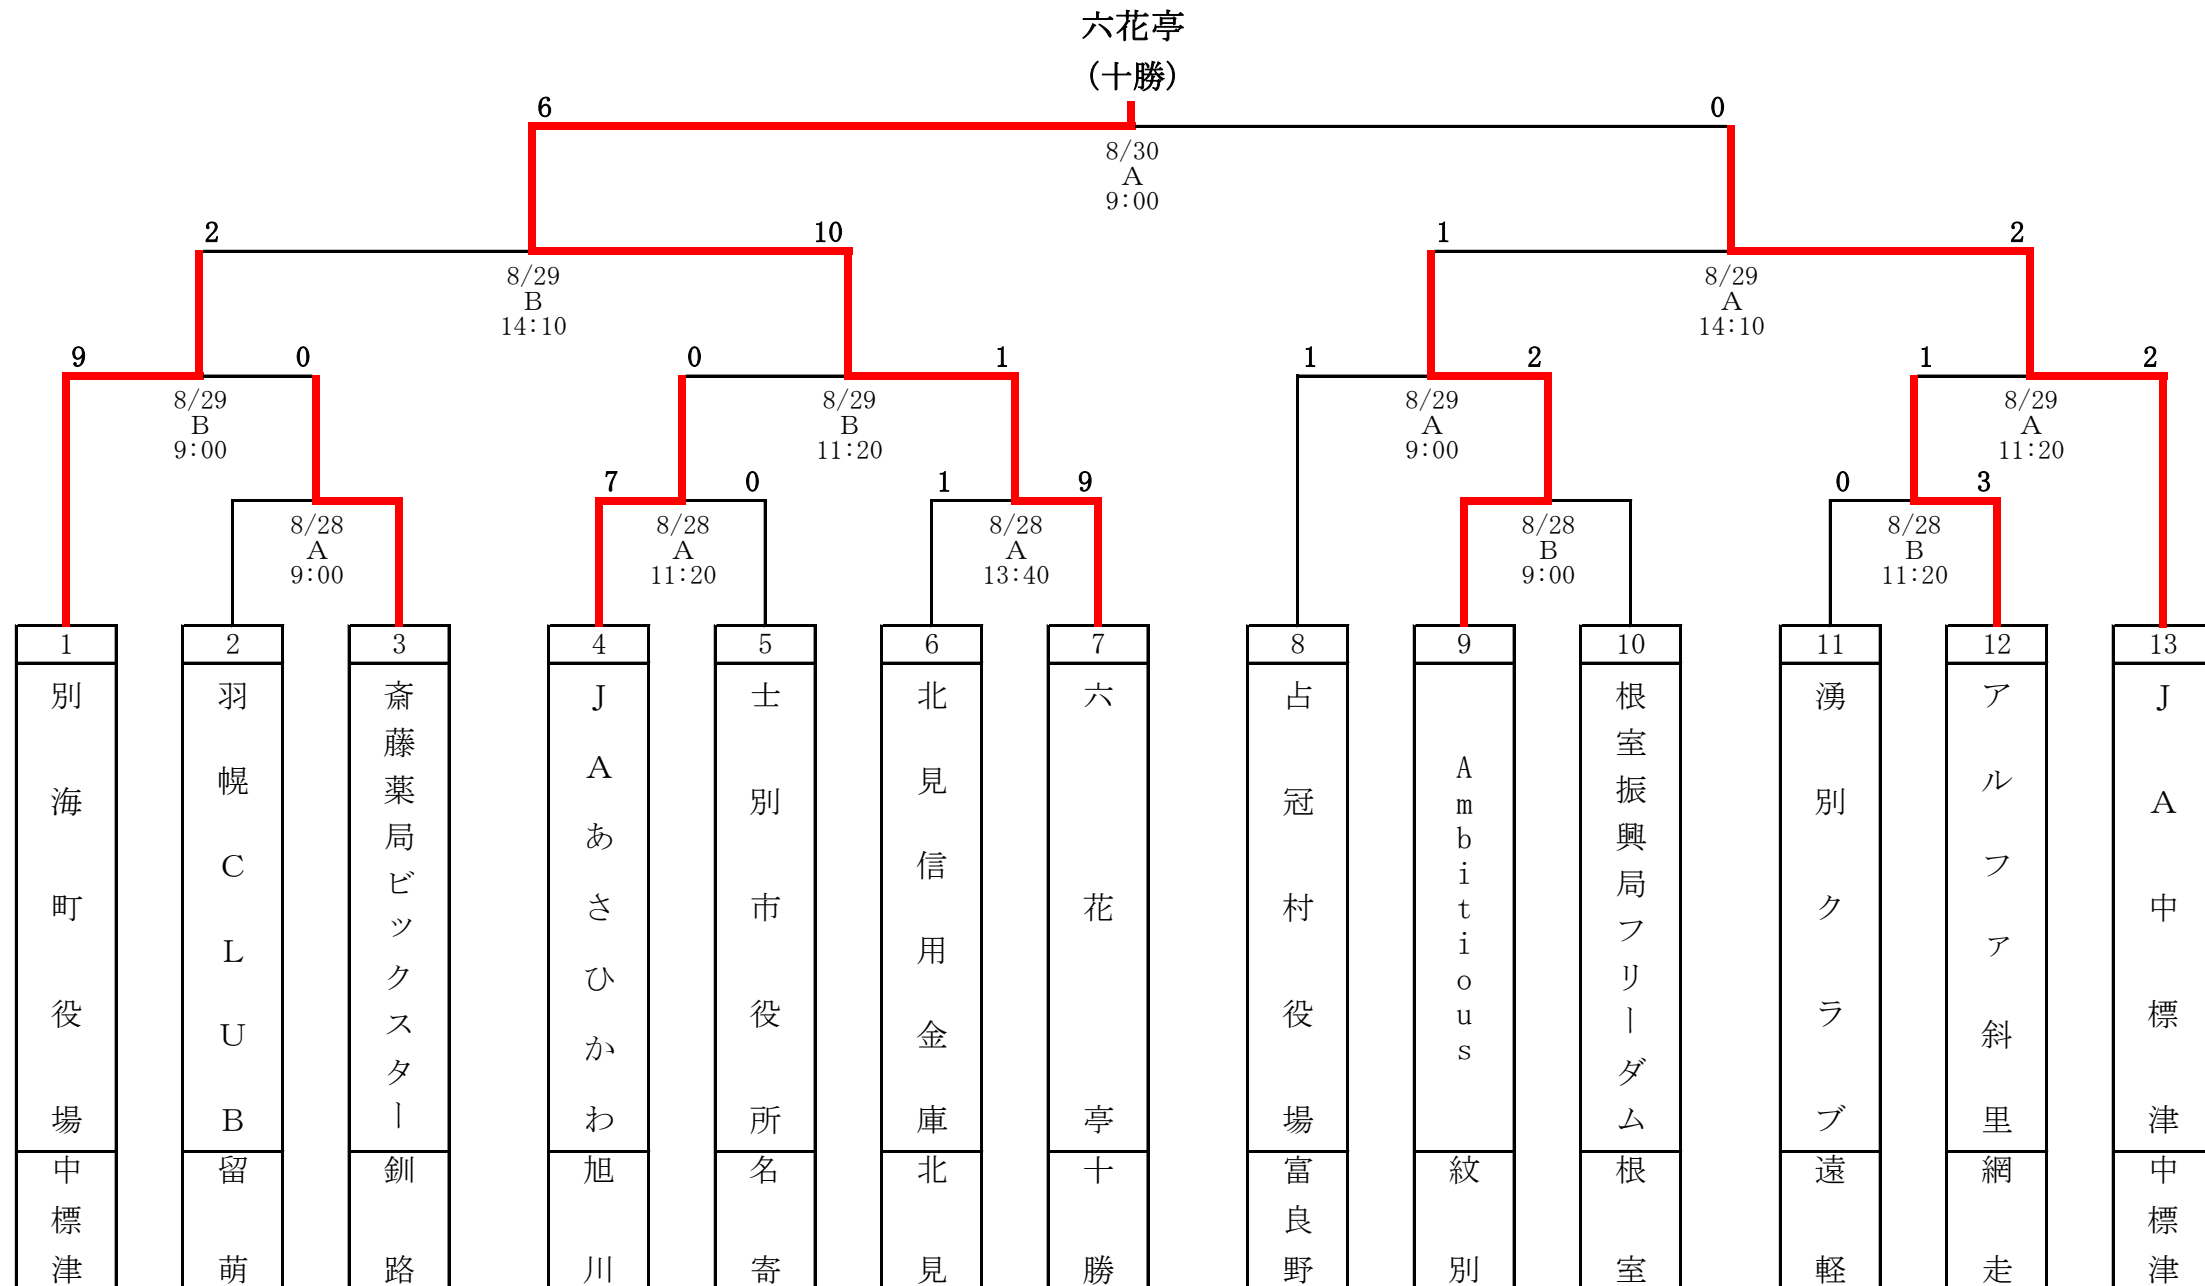 六花亭
（十勝）
6
0
8/30
A
9:00
2
10
1
2
8/29
B
14:10
8/29
A
14:10
9
0
0
1
1
2
1
2
8/29
B
9:00
8/29
B
11:20
8/29
A
9:00
8/29
A
11:20
7
0
1
9
0
3
8/28
A
9:00
8/28
A
11:20
8/28
A
13:40
8/28
B
9:00
8/28
B
11:20
1
別海町役場
中標津
2
羽幌CLUB
留萌
3
斎藤薬局ビックスター
釧路
4
JAあさひかわ
旭川
5
士別市役所
名寄
6
北見信用金庫
北見
7
六花亭
十勝
8
占冠村役場
富良野
9
Ambitious
紋別
10
根室振興局フリーダム
根室
11
湧別クラブ
遠軽
12
アルファ斜里
網走
13
JA中標津
中標津